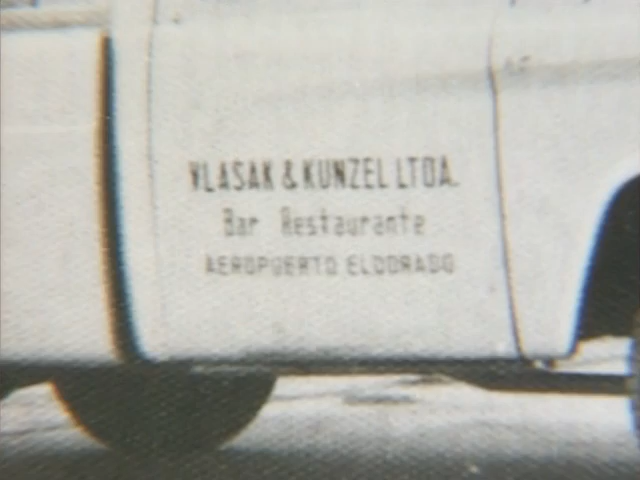 VLASAK & KUNZEL LTDA.
Bar Restaurante
AEROPUERTO ELDORADO